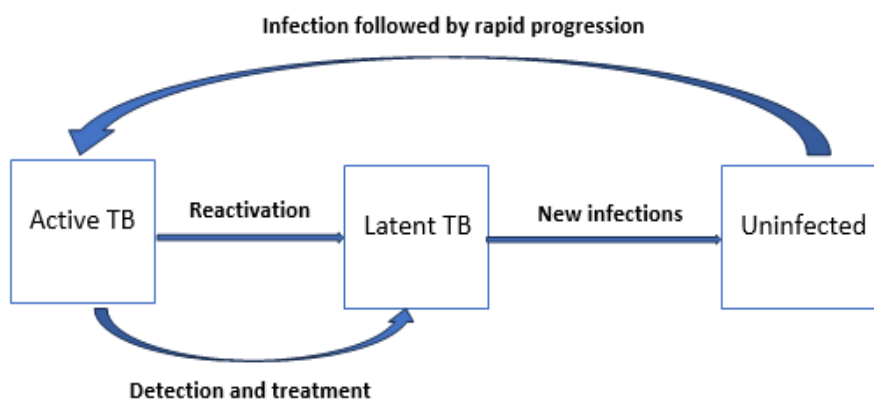 Infection followed by rapid progression
Active TB
Reactivation
Latent TB
New infections
Uninfected
Detection and treatment